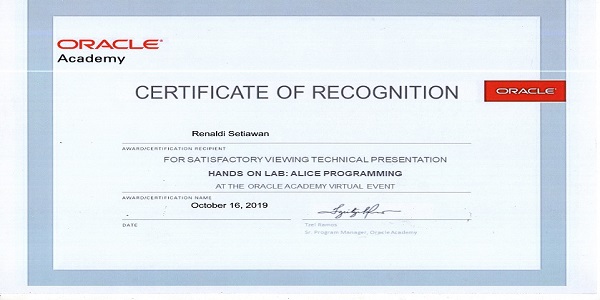 ORACLE
Academy
CERTIFICATE OF RECOGNITION
ORACLE
Renaldi Setiawan
AWARD/CERTIFICATION RECIPIENT
FOR SATISFACTORY VIEWING TECHNICAL PRESENTATION
HANDS ON LAB: ALICE PROGRAMMING
AT THE ORACLE ACADEMY VIRTUAL EVENT
AWARD/CERTIFICATION NAME
October 16, 2019
DATE
Ramos
Sr. Program Manager, Oracle Academy